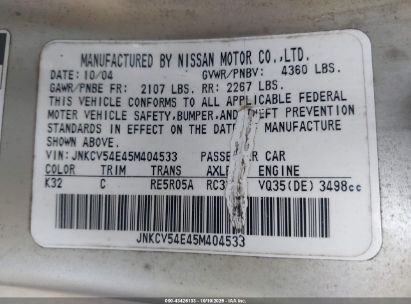 MANUFACTURED BY NISSAN MOTOR CO.,LTD.
DATE: 10/04 GVWR/PNBV: 4360 LBS.
GAWR/PNBE FR: 2107 LBS. RR: 2267 LBS.
THIS VEHICLE CONFORMS TO ALL APPLICABLE FEDERAL
MOTOR VEHICLE SAFETY, BUMPER, AND THEFT PREVENTION
STANDARDS IN EFFECT ON THE DATE OF MANUFACTURE
SHOWN ABOVE.
VIN: JNKCV54E45M404533 PASSENGER CAR
COLOR TRIM TRANS AXLE ENGINE
K32 C RE5R05A VQ35(DE) 3498cc
JNKCV54E45M404533